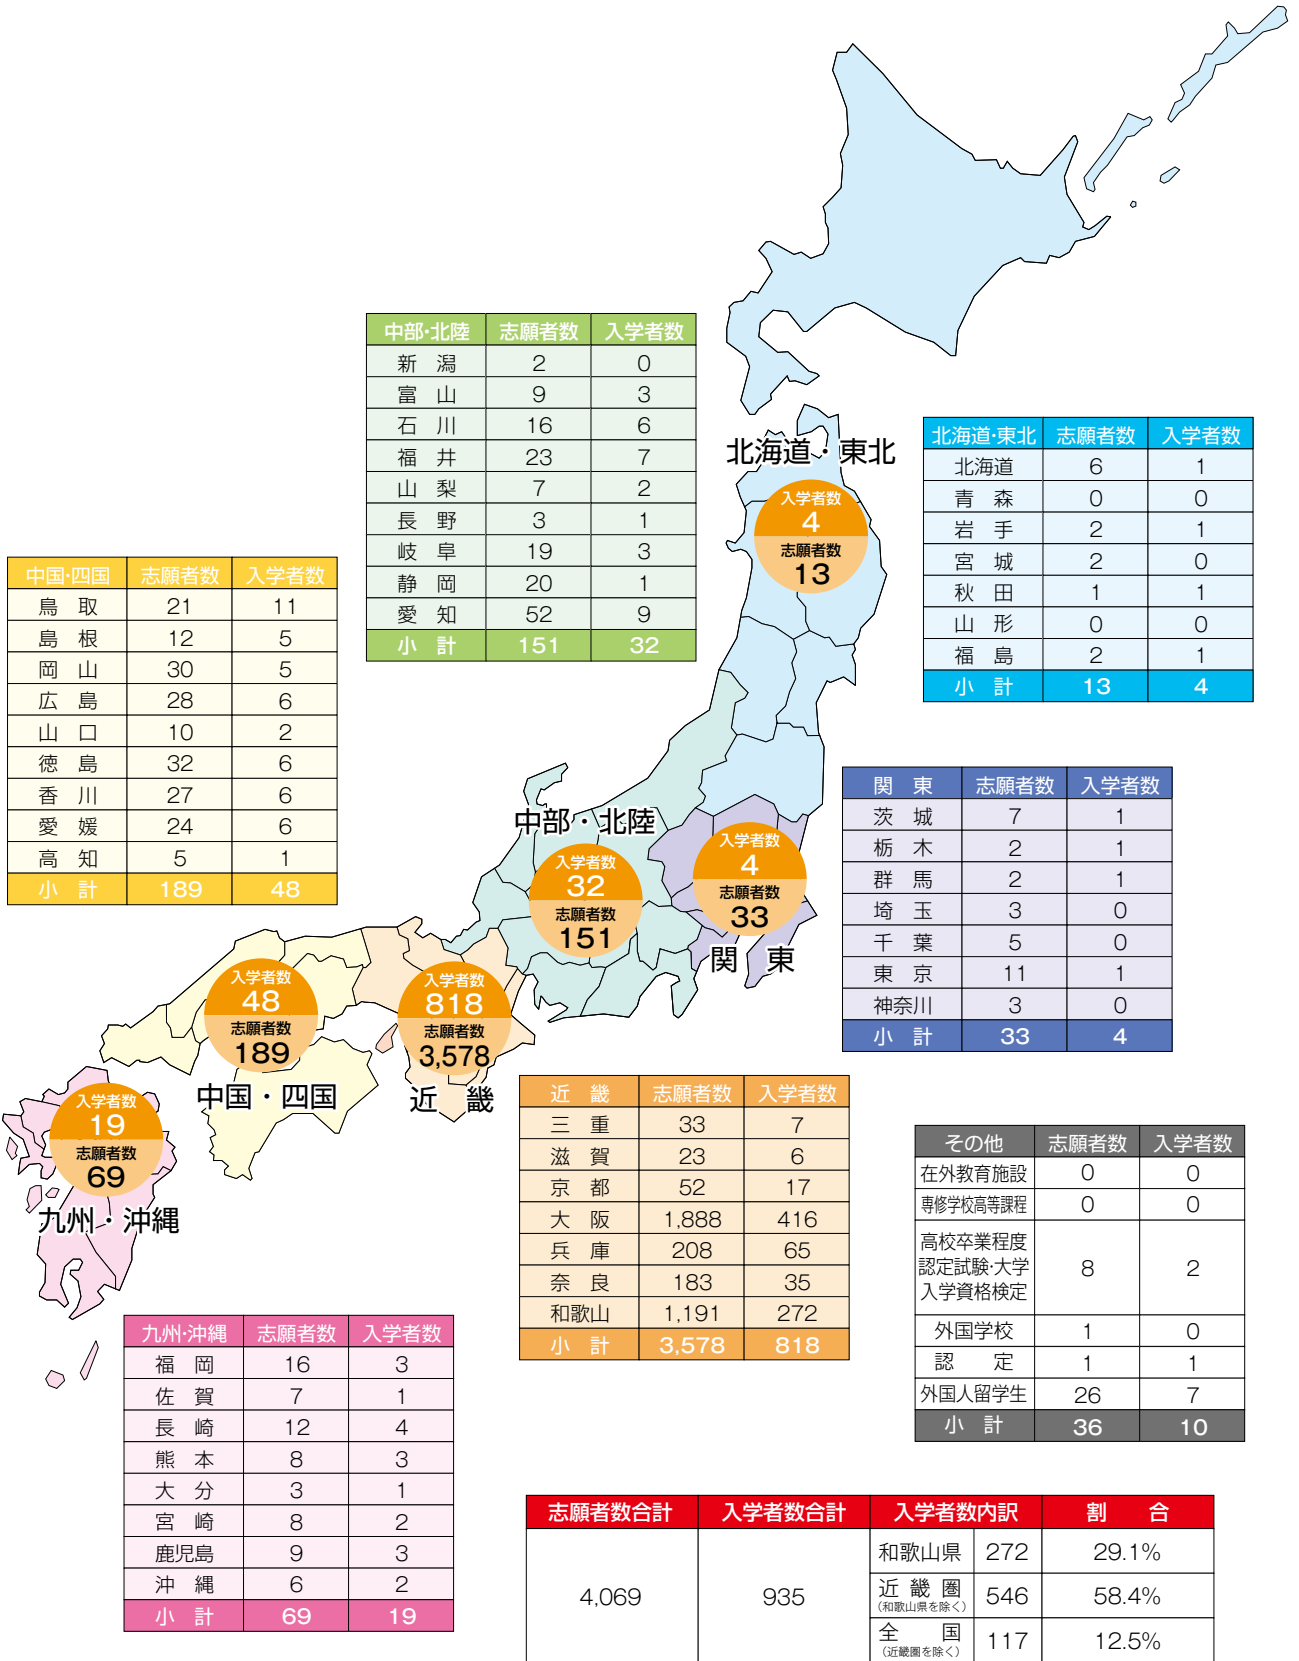 中部・北陸 志願者数 入学者数
新潟 2 0
富山 9 3
石川 16 6
福井 23 7
山梨 7 2
長野 3 1
岐阜 19 3
静岡 20 1
愛知 52 9
小計 151 32
北海道・東北
入学者数
4
志願者数
13
北海道・東北 志願者数 入学者数
北海道 6 1
青森 0 0
岩手 2 1
宮城 2 0
秋田 1 1
山形 0 0
福島 2 1
小計 13 4
中国・四国 志願者数 入学者数
鳥取 21 11
島根 12 5
岡山 30 5
広島 28 6
山口 10 2
徳島 32 6
香川 27 6
愛媛 24 6
高知 5 1
小計 189 48
中部・北陸
入学者数
32
志願者数
151
入学者数
4
志願者数
33
関東
関東 志願者数 入学者数
茨城 7 1
栃木 2 1
群馬 2 1
埼玉 3 0
千葉 5 0
東京 11 1
神奈川 3 0
小計 33 4
入学者数
48
志願者数
189
中国・四国
入学者数
818
志願者数
3,578
近畿
入学者数
19
志願者数
69
九州・沖縄
近畿 志願者数 入学者数
三重 33 7
滋賀 23 6
京都 52 17
大阪 1,888 416
兵庫 208 65
奈良 183 35
和歌山 1,191 272
小計 3,578 818
その他 志願者数 入学者数
在外教育施設 0 0
専修学校高等課程 0 0
高校卒業程度
認定試験・大学 8 2
入学資格検定
外国学校 1 0
認定 1 1
外国人留学生 26 7
小計 36 10
九州・沖縄 志願者数 入学者数
福岡 16 3
佐賀 7 1
長崎 12 4
熊本 8 3
大分 3 1
宮崎 8 2
鹿児島 9 3
沖縄 6 2
小計 69 19
志願者数合計 入学者数合計 入学者数内訳 割合
4,069 935
和歌山県 272 29.1%
近畿圏 546 58.4%
(和歌山県を除く)
全国 117 12.5%
(近畿圏を除く)